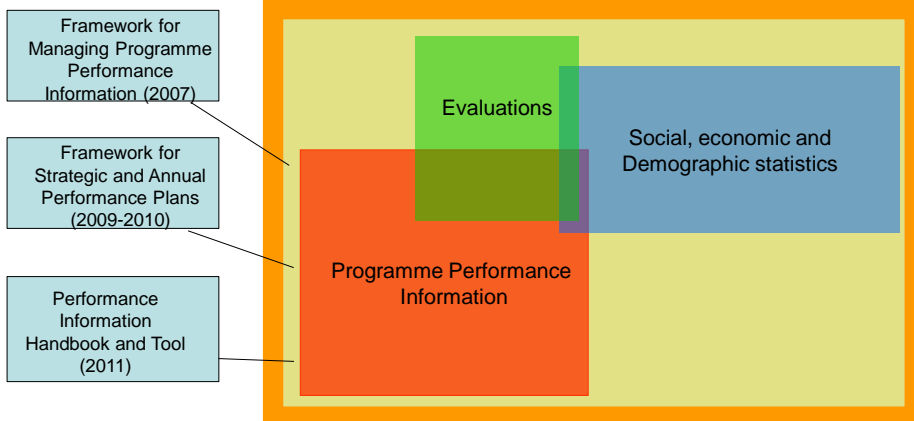 Framework for
Managing Programme
Performance
Information (2007)
Framework for
Strategic and Annual
Performance Plans
(2009-2010)
Performance
Information
Handbook and Tool
(2011)
Evaluations
Social, economic and
Demographic statistics
Programme Performance
Information